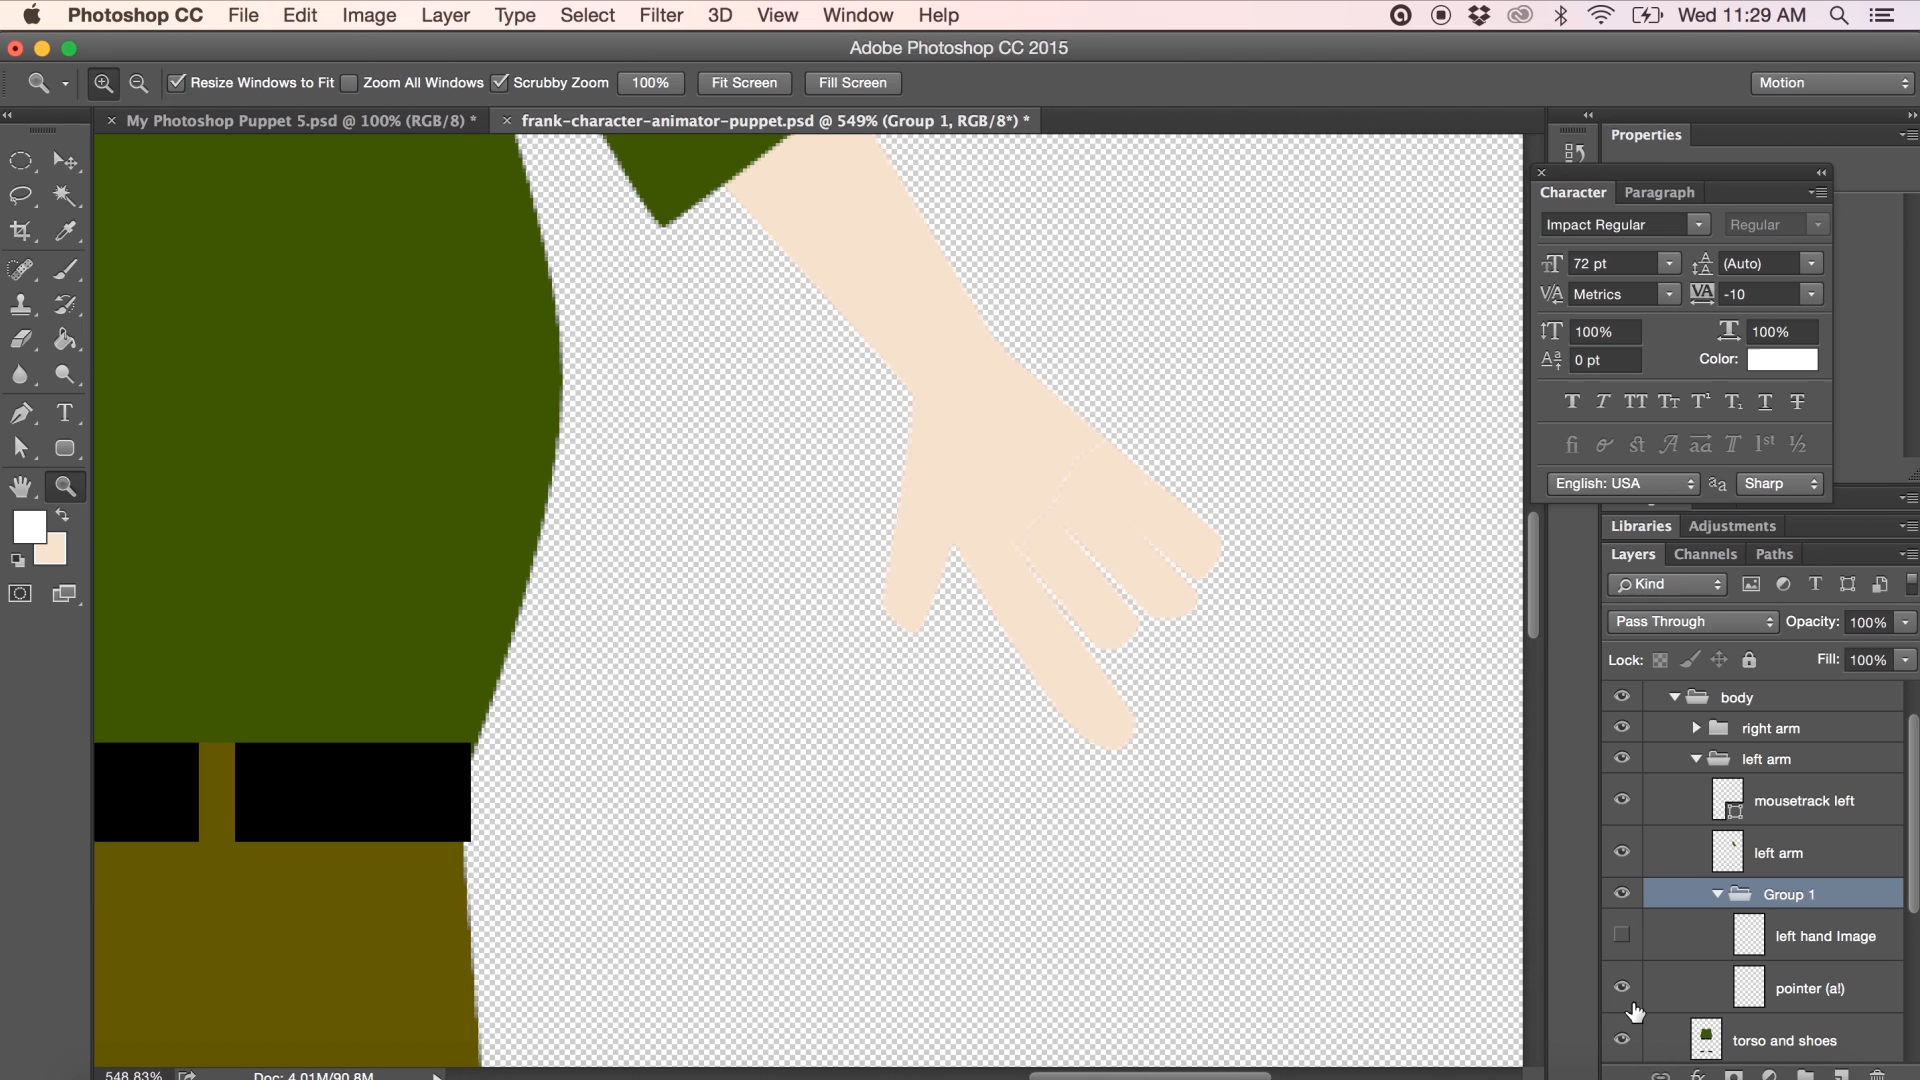 Photoshop CC File Edit Image Layer Type Select Filter 3D View Window Help Wed 11:29 AM
Adobe Photoshop CC 2015
Resize Windows to Fit Zoom All Windows Scrubby Zoom 100% Fit Screen Fill Screen Motion
× My Photoshop Puppet 5.psd @ 100% (RGB/8) * × frank-character-animator-puppet.psd @ 549% (Group 1, RGB/8*) *
Properties
Character Paragraph
Impact Regular Regular
72 pt (Auto)
Metrics -10
100% 100%
0 pt Color:
English: USA Sharp
Libraries Adjustments
Layers Channels Paths
Kind
Pass Through Opacity: 100%
Lock: Fill: 100%
body
right arm
left arm
mousetrack left
left arm
Group 1
left hand Image
pointer (a!)
torso and shoes
548.83% Doc: 4.01M/90.8M